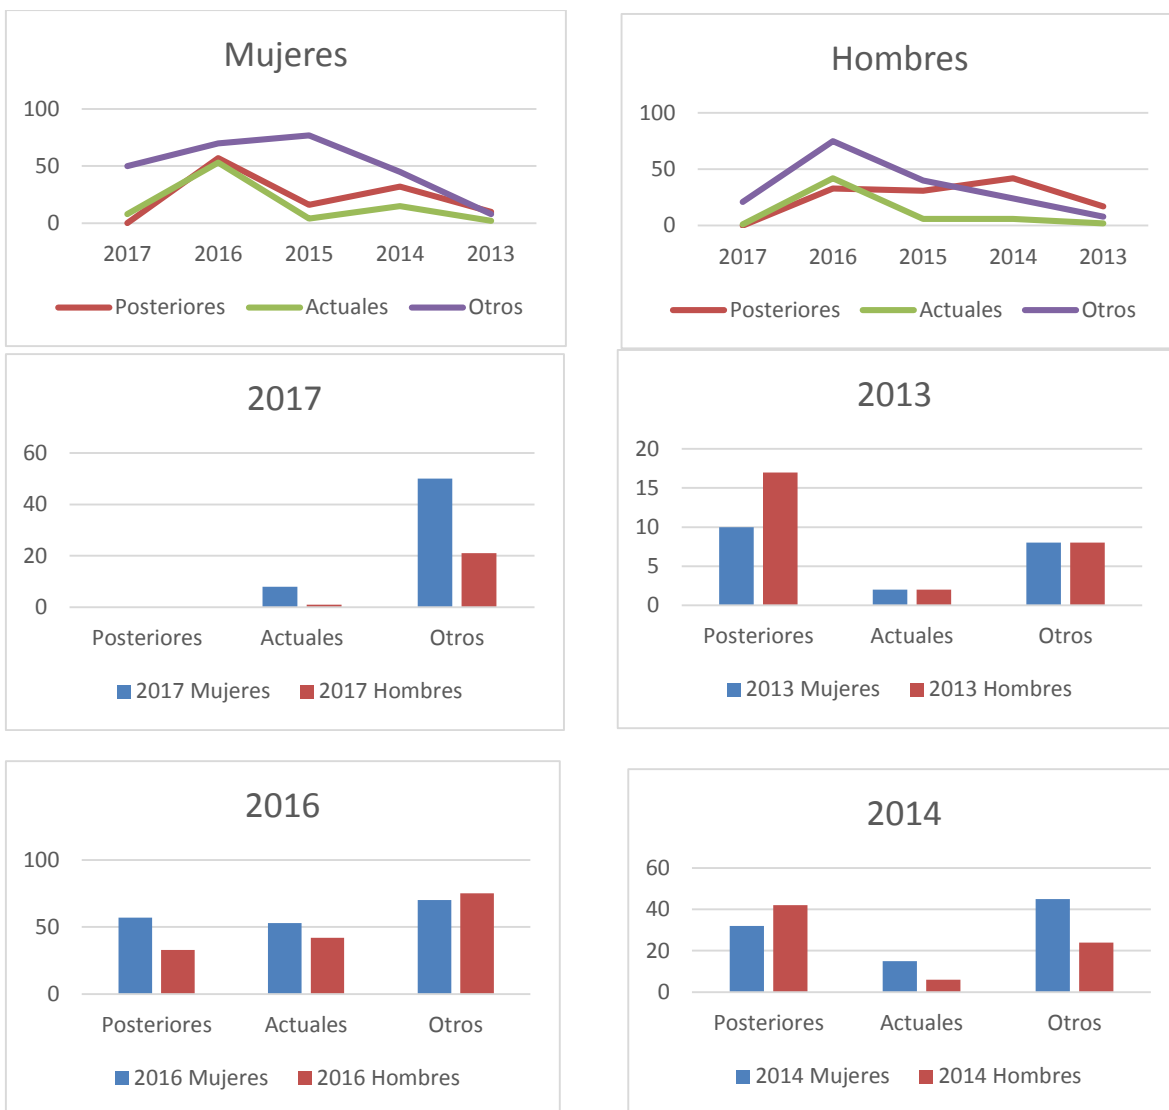 Mujeres
100
50
0
2017 2016 2015 2014 2013
Posteriores Actuales Otros
Hombres
100
50
0
2017 2016 2015 2014 2013
Posteriores Actuales Otros
2017
60
40
20
0
Posteriores Actuales Otros
2017 Mujeres 2017 Hombres
2013
20
15
10
5
0
Posteriores Actuales Otros
2013 Mujeres 2013 Hombres
2016
100
50
0
Posteriores Actuales Otros
2016 Mujeres 2016 Hombres
2014
60
40
20
0
Posteriores Actuales Otros
2014 Mujeres 2014 Hombres